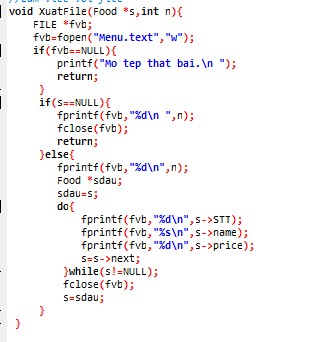 void XuatFile(Food *s,int n){
FILE *fvb;
fvb=fopen("Menu.text","w");
if(fvb==NULL){
printf("Mo tep that bai.\n ");
return;
}
if(s==NULL){
fprintf(fvb,"%d\n ",n);
fclose(fvb);
return;
}else{
fprintf(fvb,"%d\n",n);
Food *sdau;
sdau=s;
do{
fprintf(fvb,"%d\n",s->STT);
fprintf(fvb,"%s\n",s->name);
fprintf(fvb,"%d\n",s->price);
s=s->next;
}while(s!=NULL);
fclose(fvb);
s=sdau;
}
}